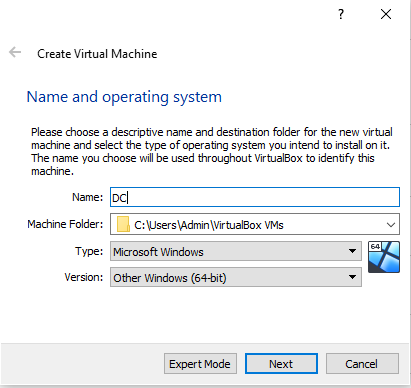 ?
Create Virtual Machine
Name and operating system
Please choose a descriptive name and destination folder for the new virtual
machine and select the type of operating system you intend to install on it.
The name you choose will be used throughout VirtualBox to identify this
machine.
Name: DC
Machine Folder: C:\Users\Admin\VirtualBox VMs
Type: Microsoft Windows
64
Version: Other Windows (64-bit)
Expert Mode Next Cancel